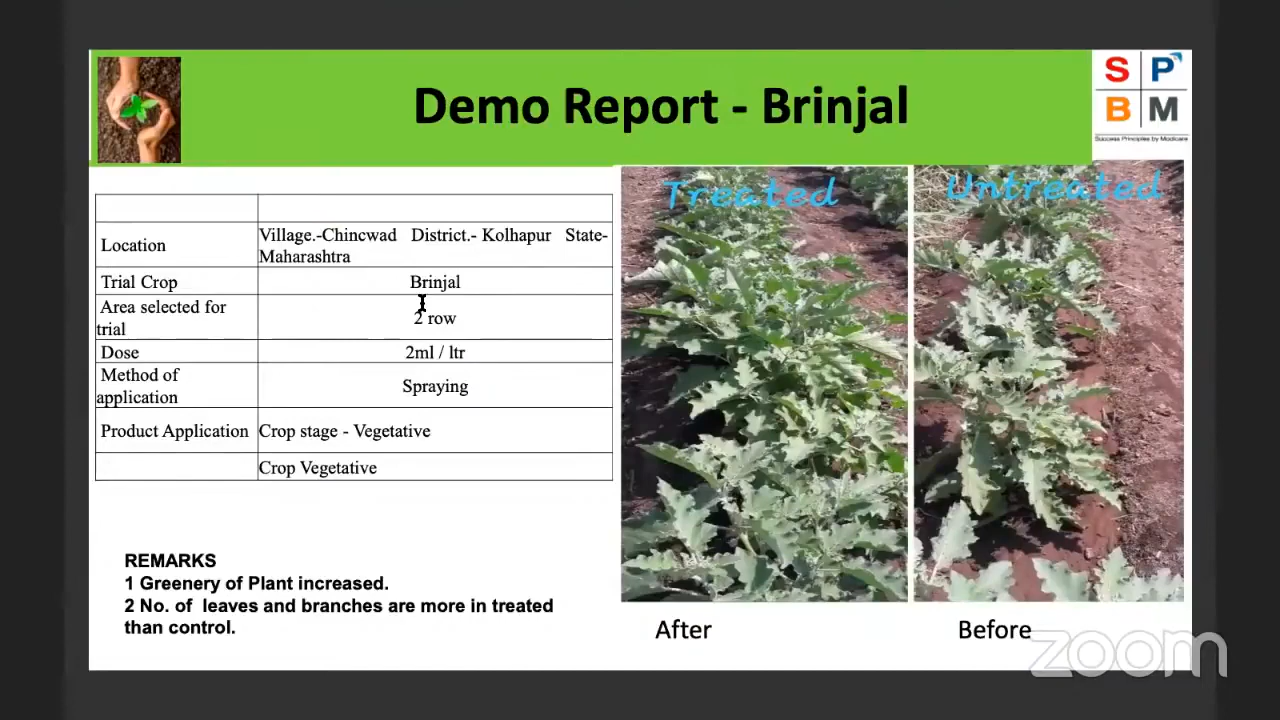 Demo Report - Brinjal
S P
B M
Success Principles by Modicare
Location
Village.-Chincwad District.- Kolhapur State-
Maharashtra
Trial Crop
Brinjal
Area selected for
trial
2 row
Dose
2ml / ltr
Method of
application
Spraying
Product Application
Crop stage - Vegetative
Crop Vegetative
REMARKS
1 Greenery of Plant increased.
2 No. of leaves and branches are more in treated
than control.
Treated
Untreated
After
Before
zoom